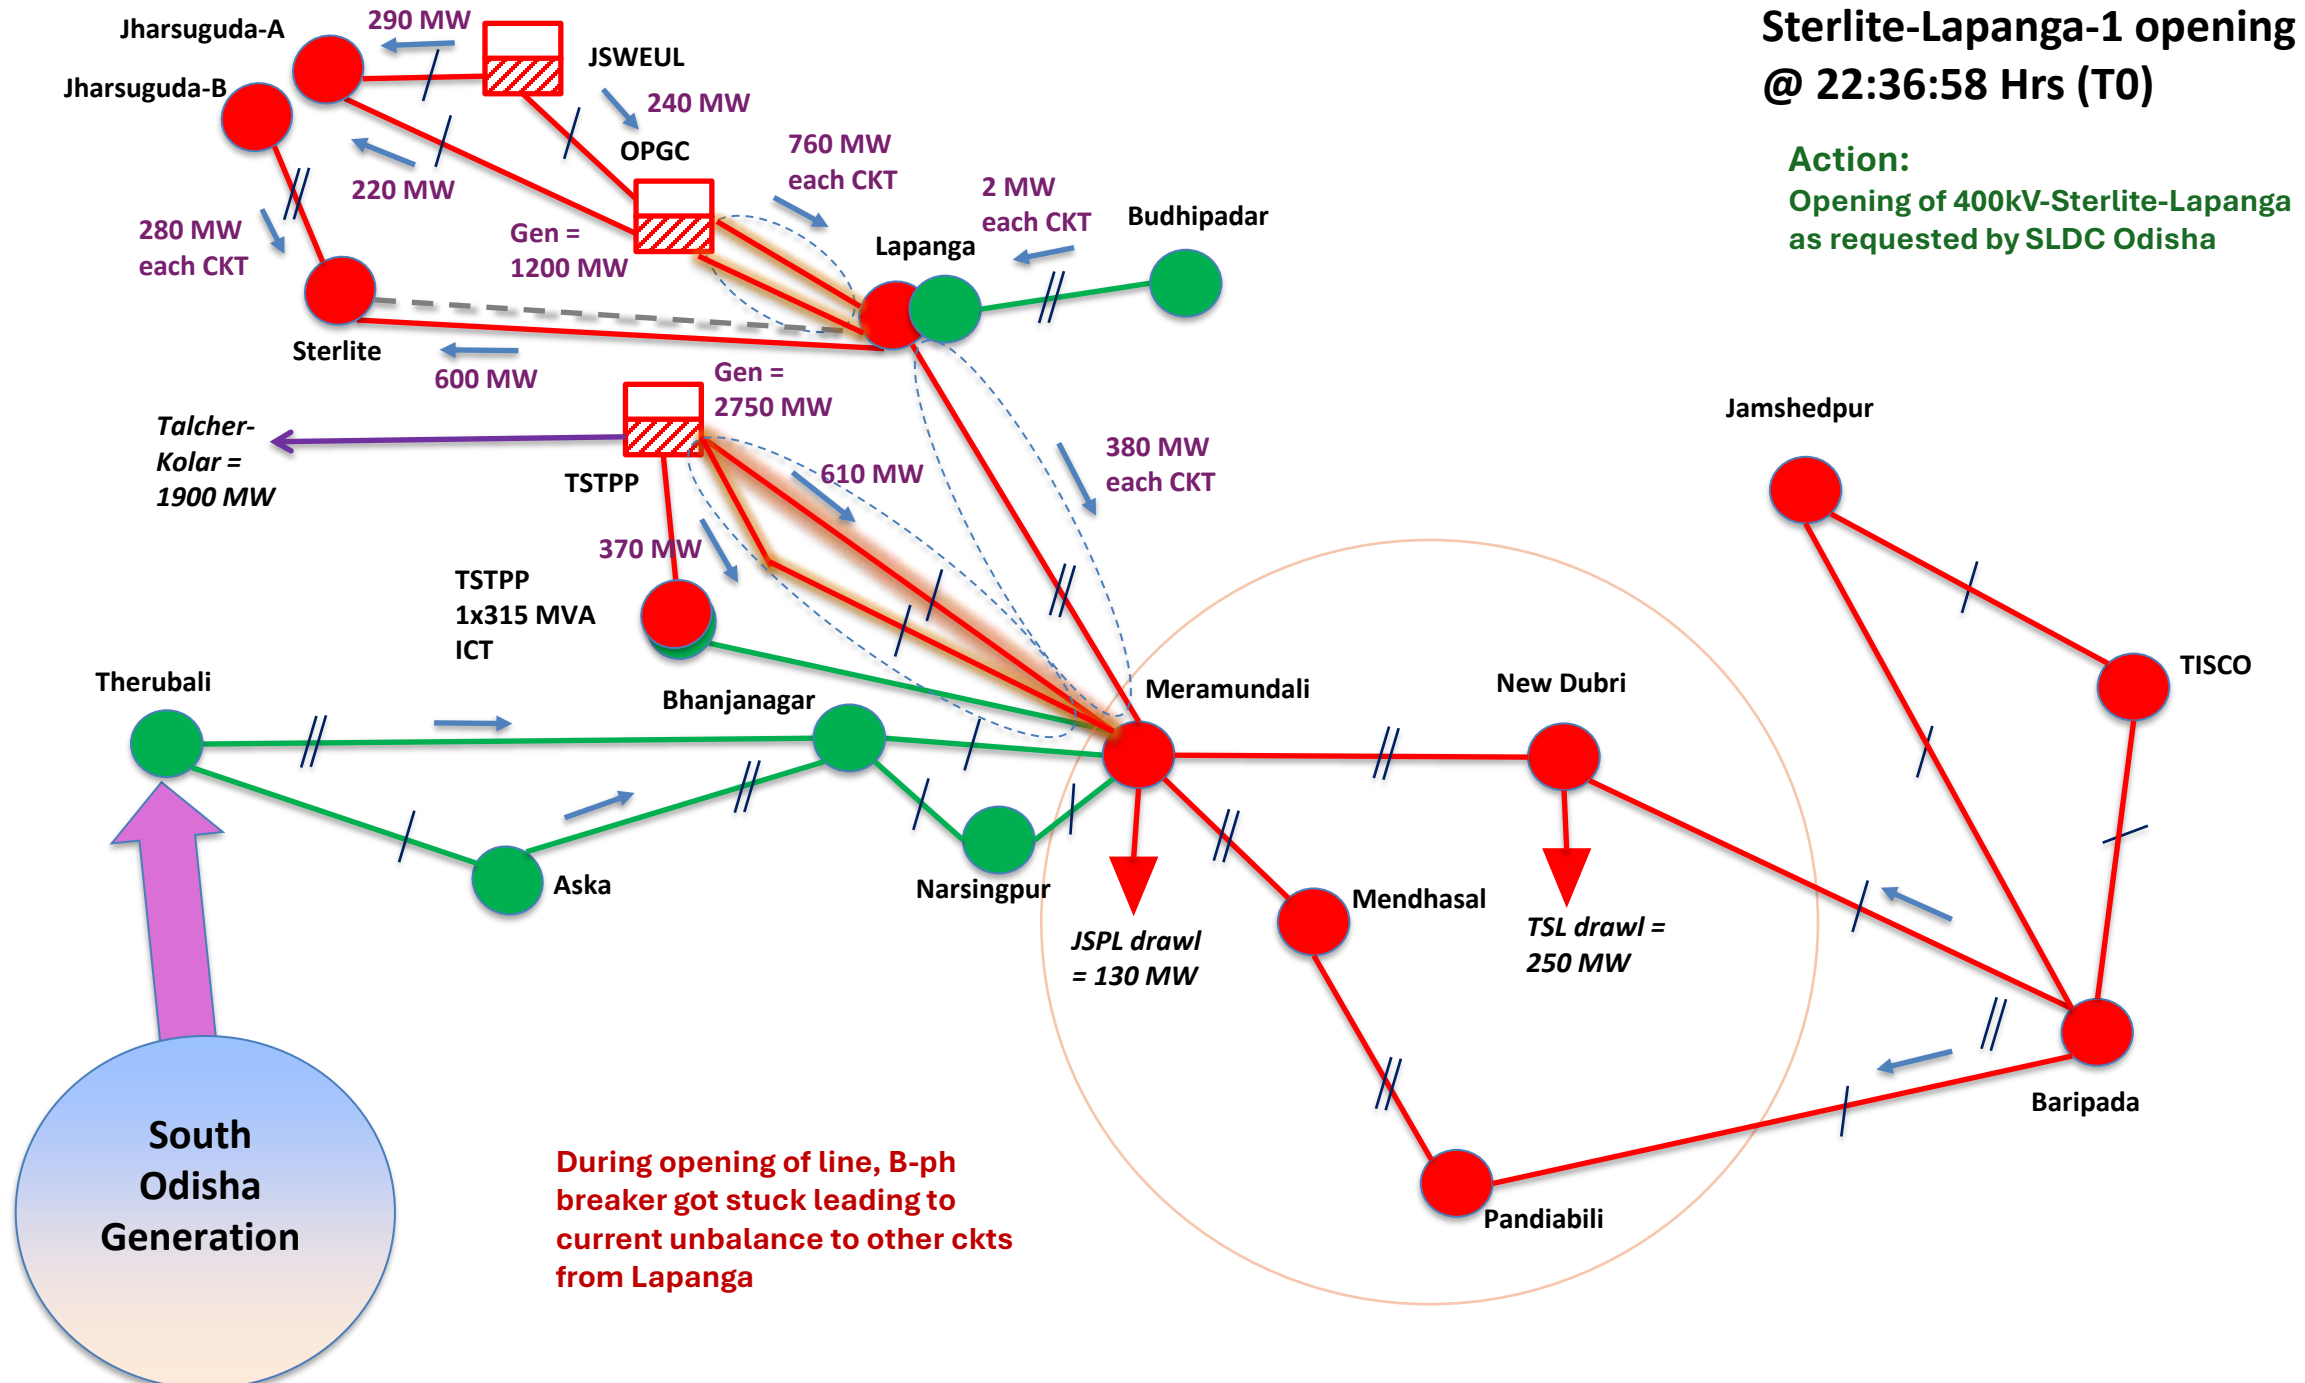 Sterlite-Lapanga-1 opening
@ 22:36:58 Hrs (T0)
Action:
Opening of 400kV-Sterlite-Lapanga
as requested by SLDC Odisha
Jharsuguda-A
290 MW
JSWEUL
Jharsuguda-B
240 MW
OPGC
760 MW
each CKT
220 MW
2 MW
each CKT
Budhipadar
280 MW
each CKT
Gen =
1200 MW
Lapanga
Sterlite
600 MW
Gen =
2750 MW
Talcher-
Kolar =
1900 MW
TSTPP
610 MW
380 MW
each CKT
Jamshedpur
370 MW
TSTPP
1x315 MVA
ICT
Therubali
Bhanjanagar
Meramundali
New Dubri
TISCO
Aska
Narsingpur
Mendhasal
JSPL drawl
= 130 MW
TSL drawl =
250 MW
Baripada
Pandiabili
South
Odisha
Generation
During opening of line, B-ph
breaker got stuck leading to
current unbalance to other ckts
from Lapanga